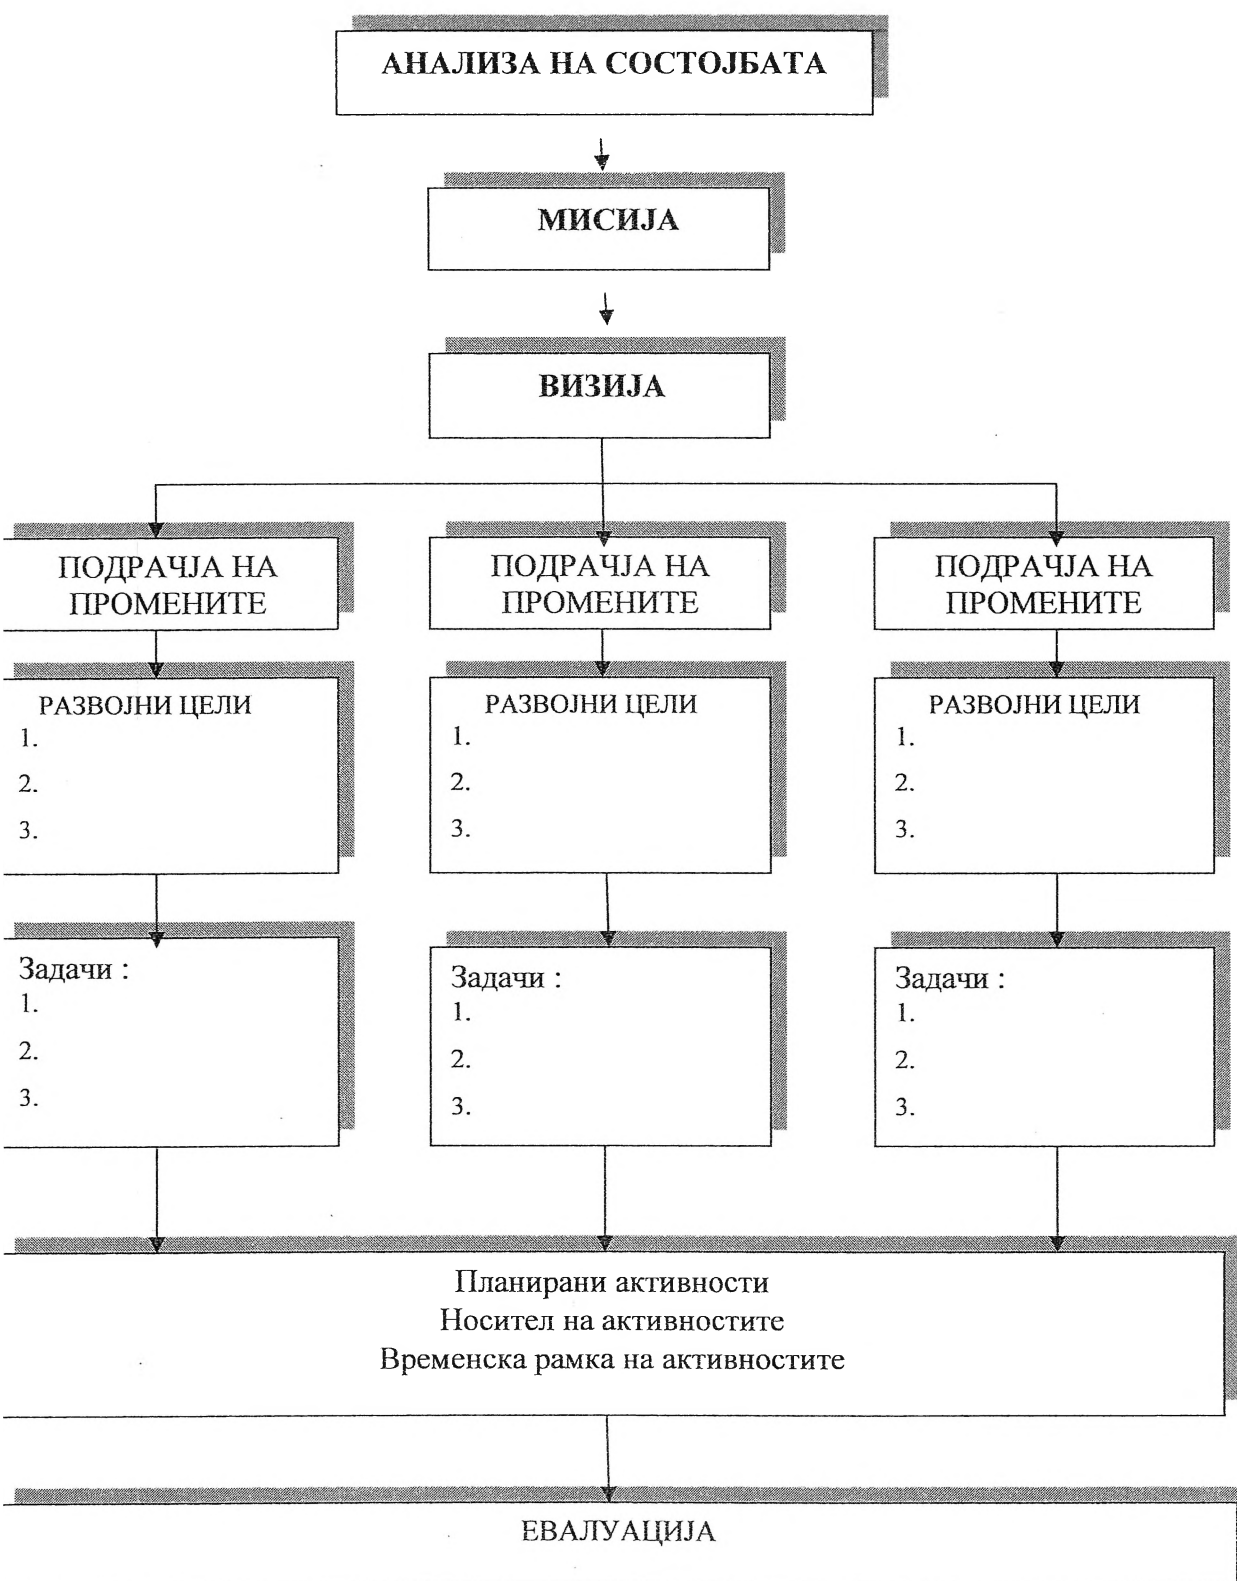 АНАЛИЗА НА СОСТОЈБАТА
МИСИЈА
ВИЗИЈА
ПОДРАЧЈА НА
ПРОМЕНИТЕ
ПОДРАЧЈА НА
ПРОМЕНИТЕ
ПОДРАЧЈА НА
ПРОМЕНИТЕ
РАЗВОЈНИ ЦЕЛИ
1.
2.
3.
РАЗВОЈНИ ЦЕЛИ
1.
2.
3.
РАЗВОЈНИ ЦЕЛИ
1.
2.
3.
Задачи :
1.
2.
3.
Задачи :
1.
2.
3.
Задачи :
1.
2.
3.
Планирани активности
Носител на активностите
Временска рамка на активностите
ЕВАЛУАЦИЈА